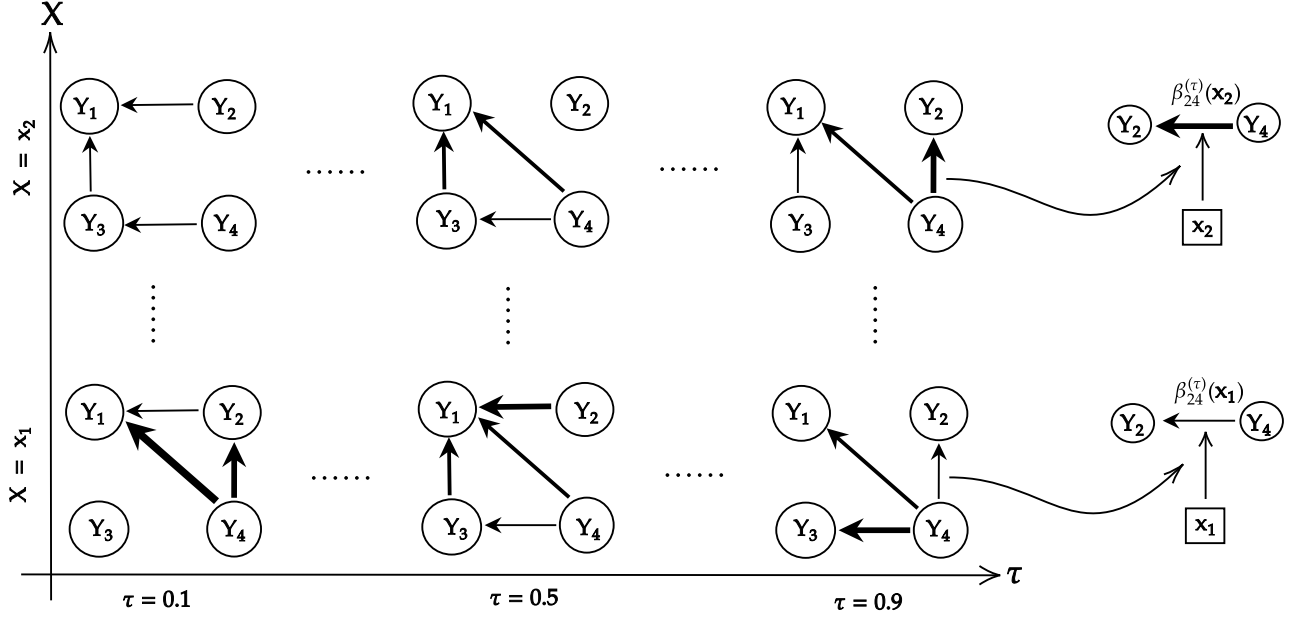 X
X = x₂
Y₁ Y₂
Y₃ Y₄
......
Y₁ Y₂
Y₃ Y₄
......
Y₁ Y₂
Y₃ Y₄
β₂₄⁽τ⁾(x₂)
Y₂ Y₄
x₂
X = x₁
Y₁ Y₂
Y₃ Y₄
......
Y₁ Y₂
Y₃ Y₄
......
Y₁ Y₂
Y₃ Y₄
β₂₄⁽τ⁾(x₁)
Y₂ Y₄
x₁
τ
τ = 0.1 τ = 0.5 τ = 0.9